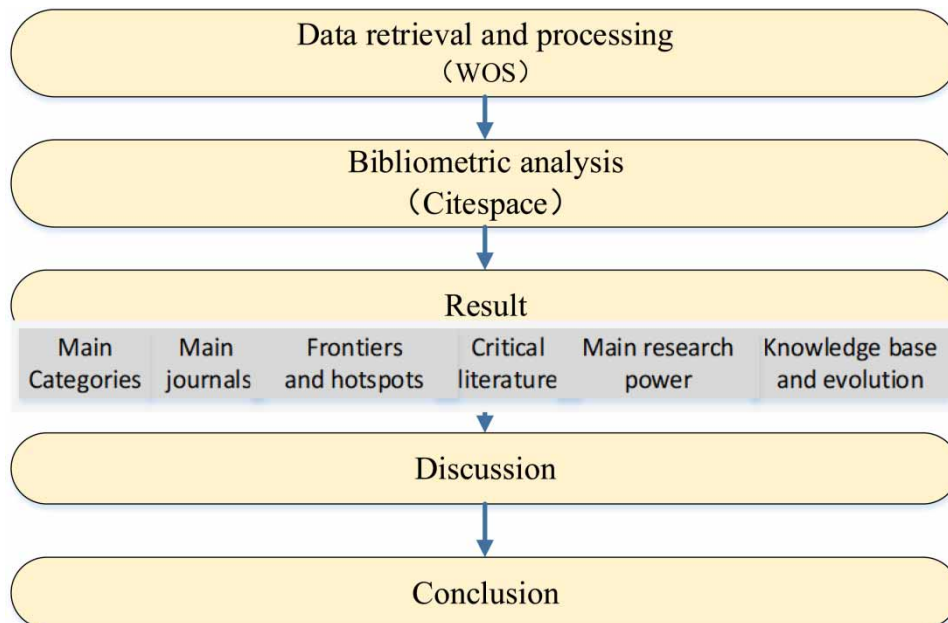 Data retrieval and processing
（WOS）
Bibliometric analysis
（Citespace）
Result
Main Categories
Main journals
Frontiers and hotspots
Critical literature
Main research power
Knowledge base and evolution
Discussion
Conclusion